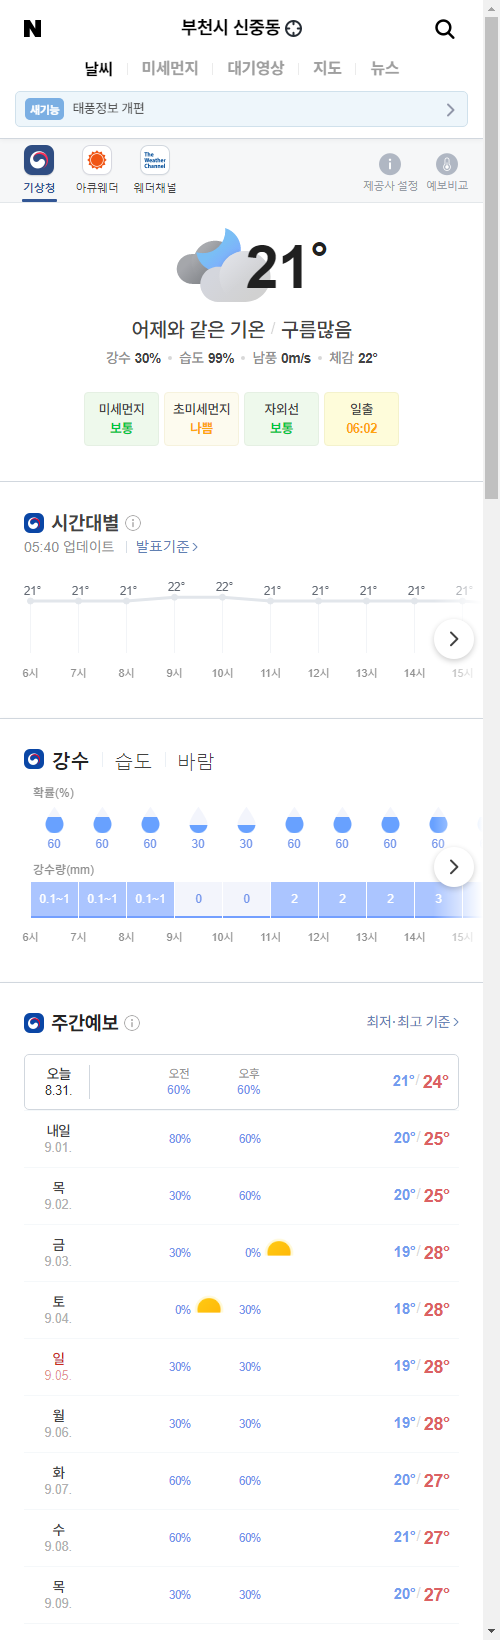 N 부천시 신중동
날씨 미세먼지 대기영상 지도 뉴스
새기능 태풍정보 개편
The Weather Channel
기상청 아큐웨더 웨더채널 제공사 설정 예보비교
21°
어제와 같은 기온 / 구름많음
강수 30% • 습도 99% • 남풍 0m/s • 체감 22°
미세먼지 초미세먼지 자외선 일출
보통 나쁨 보통 06:02
시간대별
05:40 업데이트 발표기준 >
21° 21° 21° 22° 22° 21° 21° 21° 21° 21°
6시 7시 8시 9시 10시 11시 12시 13시 14시 15시
강수 습도 바람
확률(%)
60 60 60 30 30 60 60 60 60
강수량(mm)
0.1~1 0.1~1 0.1~1 0 0 2 2 2 3
6시 7시 8시 9시 10시 11시 12시 13시 14시 15시
주간예보 최저·최고 기준 >
오늘 오전 오후
8.31. 60% 60% 21°/ 24°
내일
9.01. 80% 60% 20°/ 25°
목
9.02. 30% 60% 20°/ 25°
금
9.03. 30% 0% 19°/ 28°
토
9.04. 0% 30% 18°/ 28°
일
9.05. 30% 30% 19°/ 28°
월
9.06. 30% 30% 19°/ 28°
화
9.07. 60% 60% 20°/ 27°
수
9.08. 60% 60% 21°/ 27°
목
9.09. 30% 30% 20°/ 27°